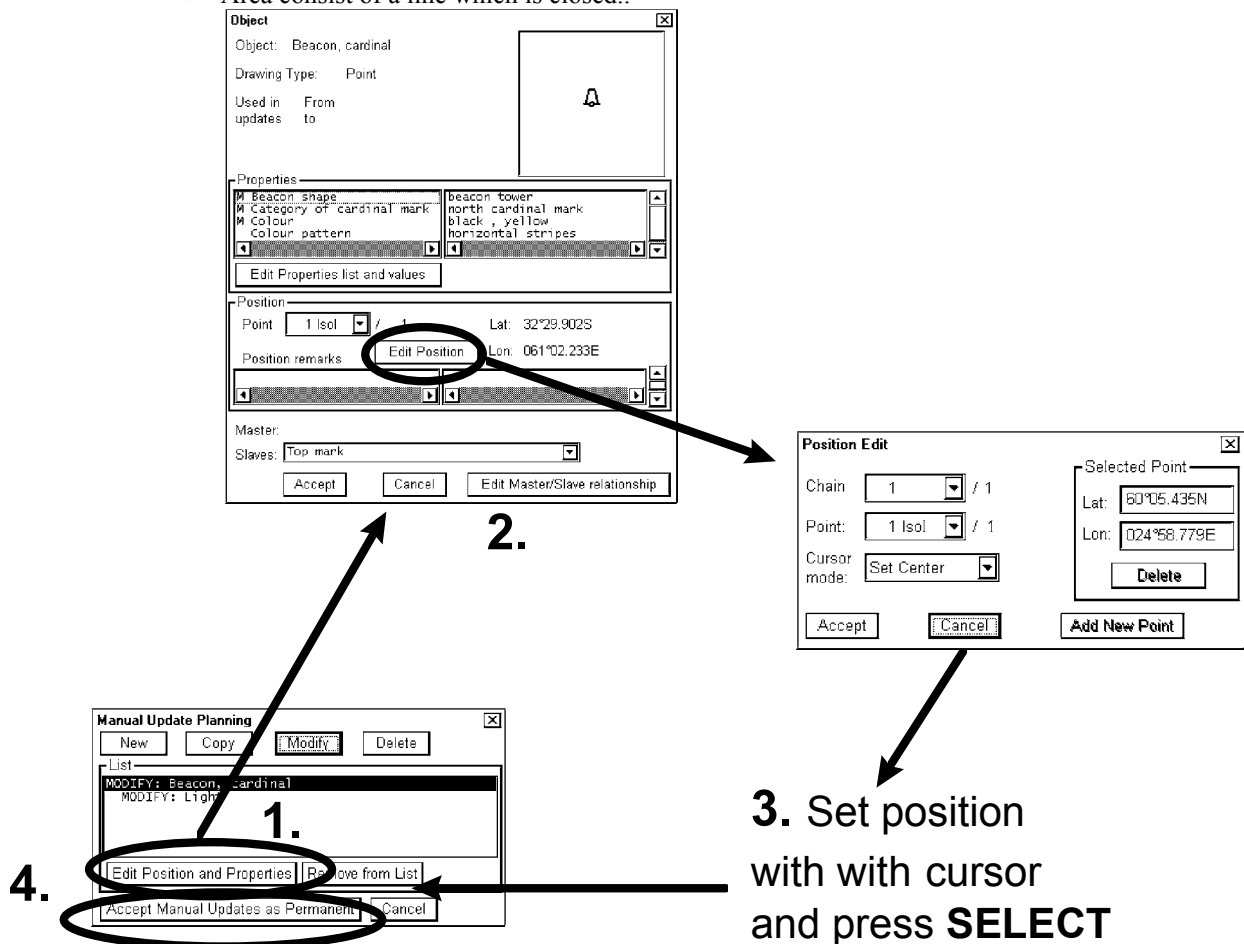 Area consist of a line which is closed..
Object
Object: Beacon, cardinal
Drawing Type: Point
Used in From
updates to
Properties
M Beacon shape beacon tower
M Category of cardinal mark north cardinal mark
M Colour black , yellow
Colour pattern horizontal stripes
Edit Properties list and values
Position
Point 1 Isol / 1 Lat: 32°29.902S
Position remarks Edit Position Lon: 061°02.233E
Master:
Slaves: Top mark
Accept Cancel Edit Master/Slave relationship
2.
Position Edit
Selected Point
Chain 1 / 1
Lat: 60°05.435N
Point: 1 Isol / 1
Lon: 024°58.779E
Cursor
mode: Set Center
Delete
Accept Cancel Add New Point
Manual Update Planning
New Copy Modify Delete
List
MODIFY: Beacon, cardinal
MODIFY: Light
1.
Edit Position and Properties Remove from List
4.
Accept Manual Updates as Permanent Cancel
3. Set position
with with cursor
and press SELECT